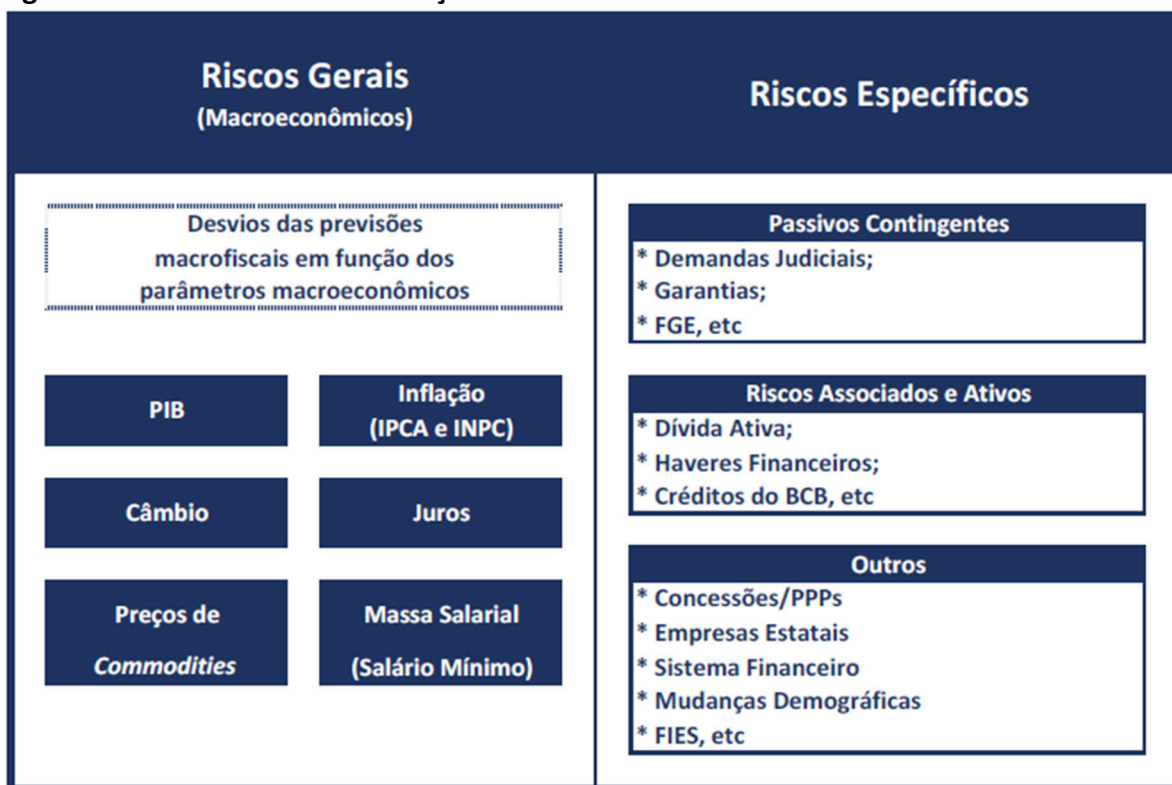 Riscos Gerais
(Macroeconômicos)
Desvios das previsões
macrofiscais em função dos
parâmetros macroeconômicos
PIB
Inflação
(IPCA e INPC)
Câmbio
Juros
Preços de
Commodities
Massa Salarial
(Salário Mínimo)
Riscos Específicos
Passivos Contingentes
* Demandas Judiciais;
* Garantias;
* FGE, etc
Riscos Associados e Ativos
* Dívida Ativa;
* Haveres Financeiros;
* Créditos do BCB, etc
Outros
* Concessões/PPPs
* Empresas Estatais
* Sistema Financeiro
* Mudanças Demográficas
* FIES, etc